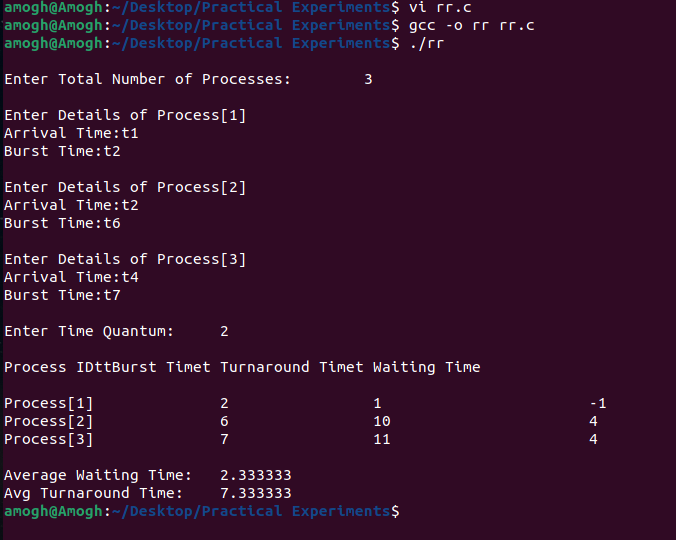 amogh@Amogh:~/Desktop/Practical Experiments$ vi rr.c
amogh@Amogh:~/Desktop/Practical Experiments$ gcc -o rr rr.c
amogh@Amogh:~/Desktop/Practical Experiments$ ./rr
Enter Total Number of Processes: 3
Enter Details of Process[1]
Arrival Time:t1
Burst Time:t2
Enter Details of Process[2]
Arrival Time:t2
Burst Time:t6
Enter Details of Process[3]
Arrival Time:t4
Burst Time:t7
Enter Time Quantum: 2
Process IDttBurst Timet Turnaround Timet Waiting Time
Process[1] 2 1 -1
Process[2] 6 10 4
Process[3] 7 11 4
Average Waiting Time: 2.333333
Avg Turnaround Time: 7.333333
amogh@Amogh:~/Desktop/Practical Experiments$